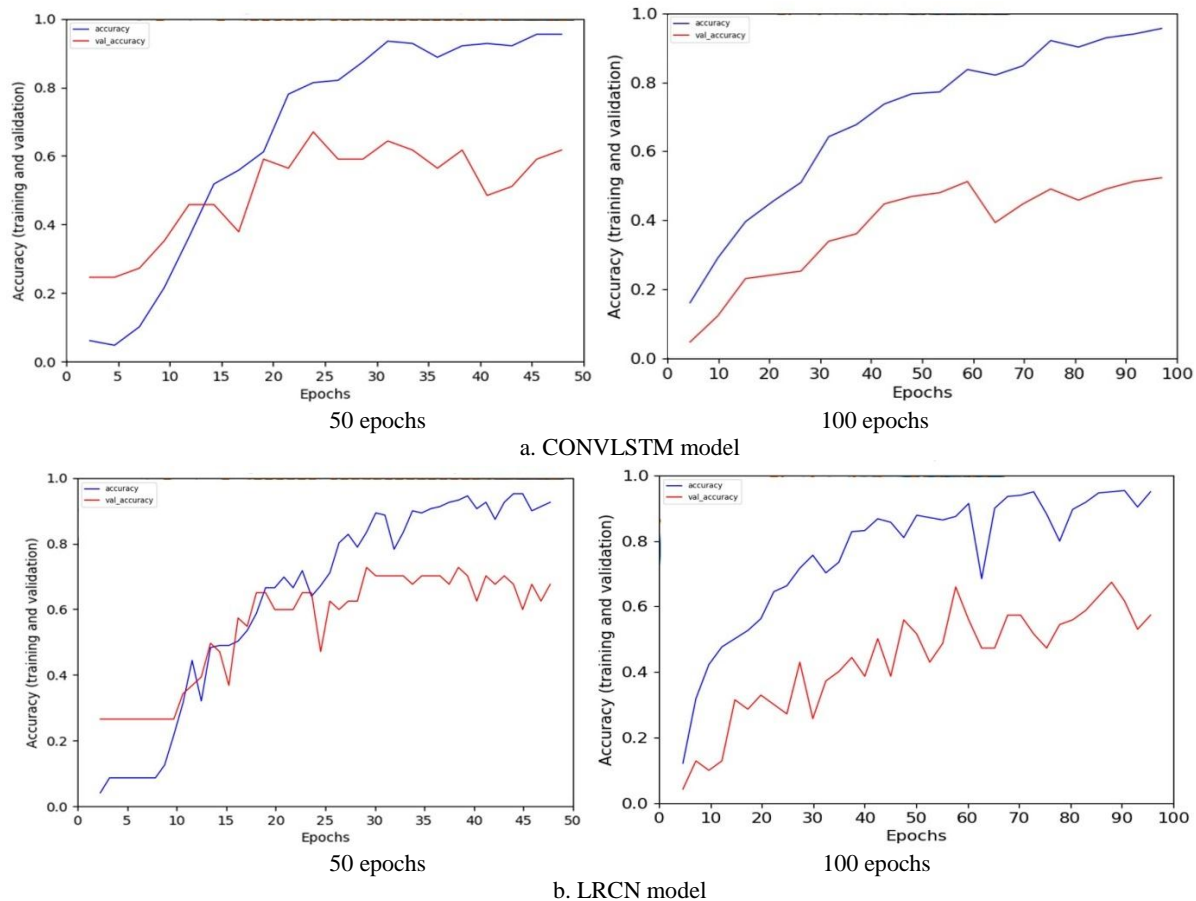 1.0
0.8
0.6
0.4
0.2
0.0
Accuracy (training and validation)
accuracy
val_accuracy
0 5 10 15 20 25 30 35 40 45 50
Epochs
50 epochs
1.0
0.8
0.6
0.4
0.2
0.0
Accuracy (training and validation)
accuracy
val_accuracy
0 10 20 30 40 50 60 70 80 90 100
Epochs
100 epochs
a. CONVLSTM model
1.0
0.8
0.6
0.4
0.2
0.0
Accuracy (training and validation)
accuracy
val_accuracy
0 5 10 15 20 25 30 35 40 45 50
Epochs
50 epochs
1.0
0.8
0.6
0.4
0.2
0.0
Accuracy (training and validation)
accuracy
val_accuracy
0 10 20 30 40 50 60 70 80 90 100
Epochs
100 epochs
b. LRCN model